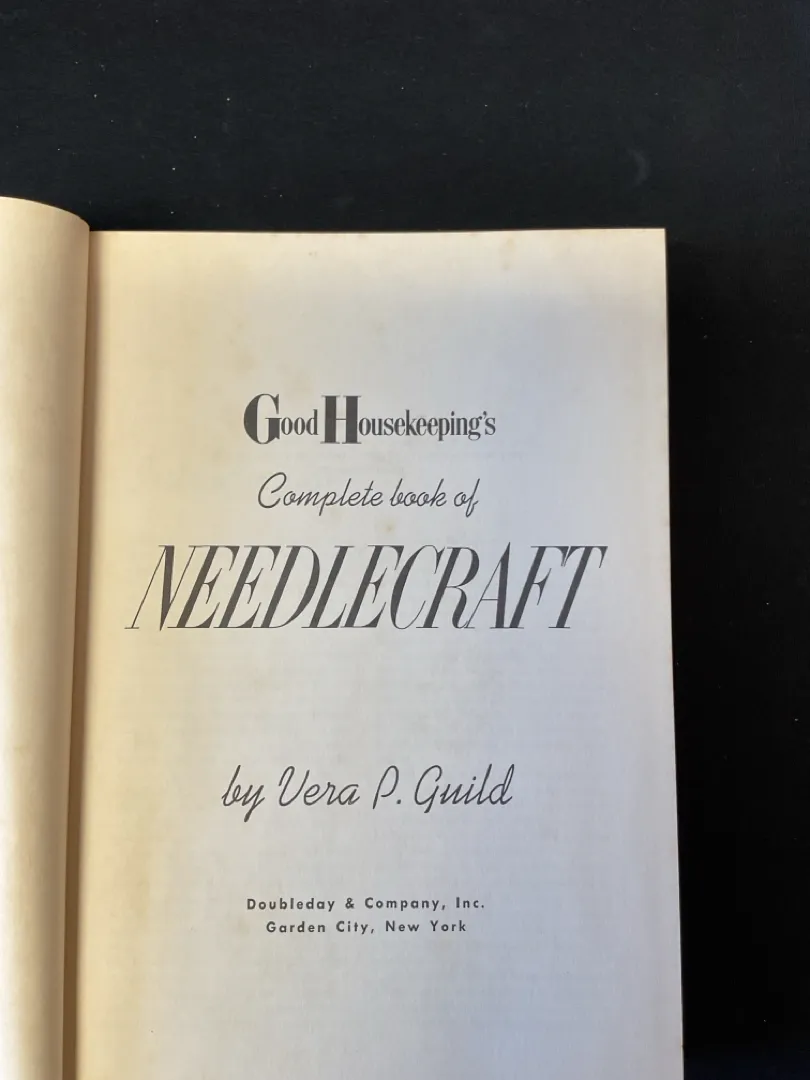 Good Housekeeping's
Complete book of
NEEDLECRAFT
by Vera P. Guild
Doubleday & Company, Inc.
Garden City, New York